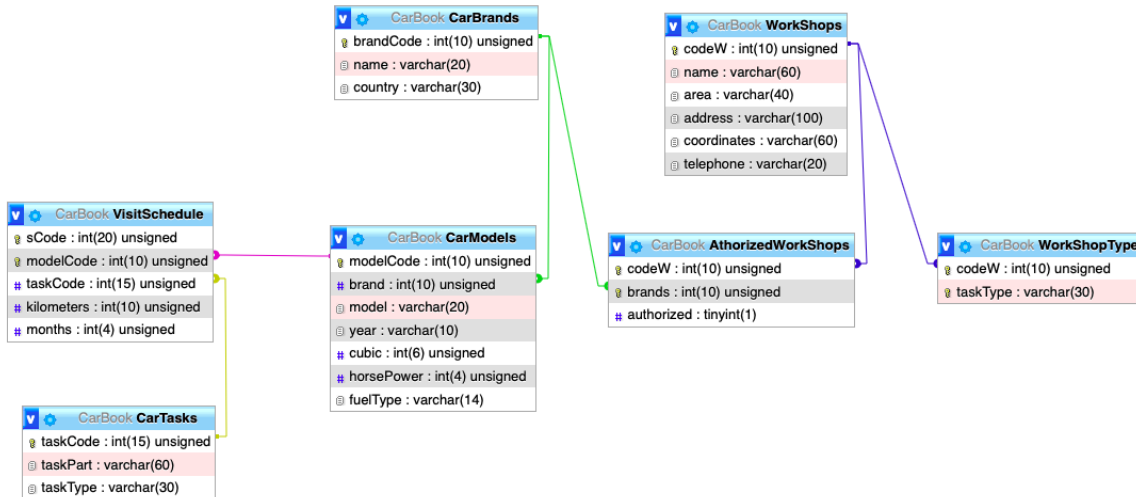 CarBook CarBrands
brandCode : int(10) unsigned
name : varchar(20)
country : varchar(30)
CarBook WorkShops
codeW : int(10) unsigned
name : varchar(60)
area : varchar(40)
address : varchar(100)
coordinates : varchar(60)
telephone : varchar(20)
CarBook VisitSchedule
sCode : int(20) unsigned
modelCode : int(10) unsigned
taskCode : int(15) unsigned
kilometers : int(10) unsigned
months : int(4) unsigned
CarBook CarModels
modelCode : int(10) unsigned
brand : int(10) unsigned
model : varchar(20)
year : varchar(10)
cubic : int(6) unsigned
horsePower : int(4) unsigned
fuelType : varchar(14)
CarBook AthorizedWorkShops
codeW : int(10) unsigned
brands : int(10) unsigned
authorized : tinyint(1)
CarBook WorkShopType
codeW : int(10) unsigned
taskType : varchar(30)
CarBook CarTasks
taskCode : int(15) unsigned
taskPart : varchar(60)
taskType : varchar(30)